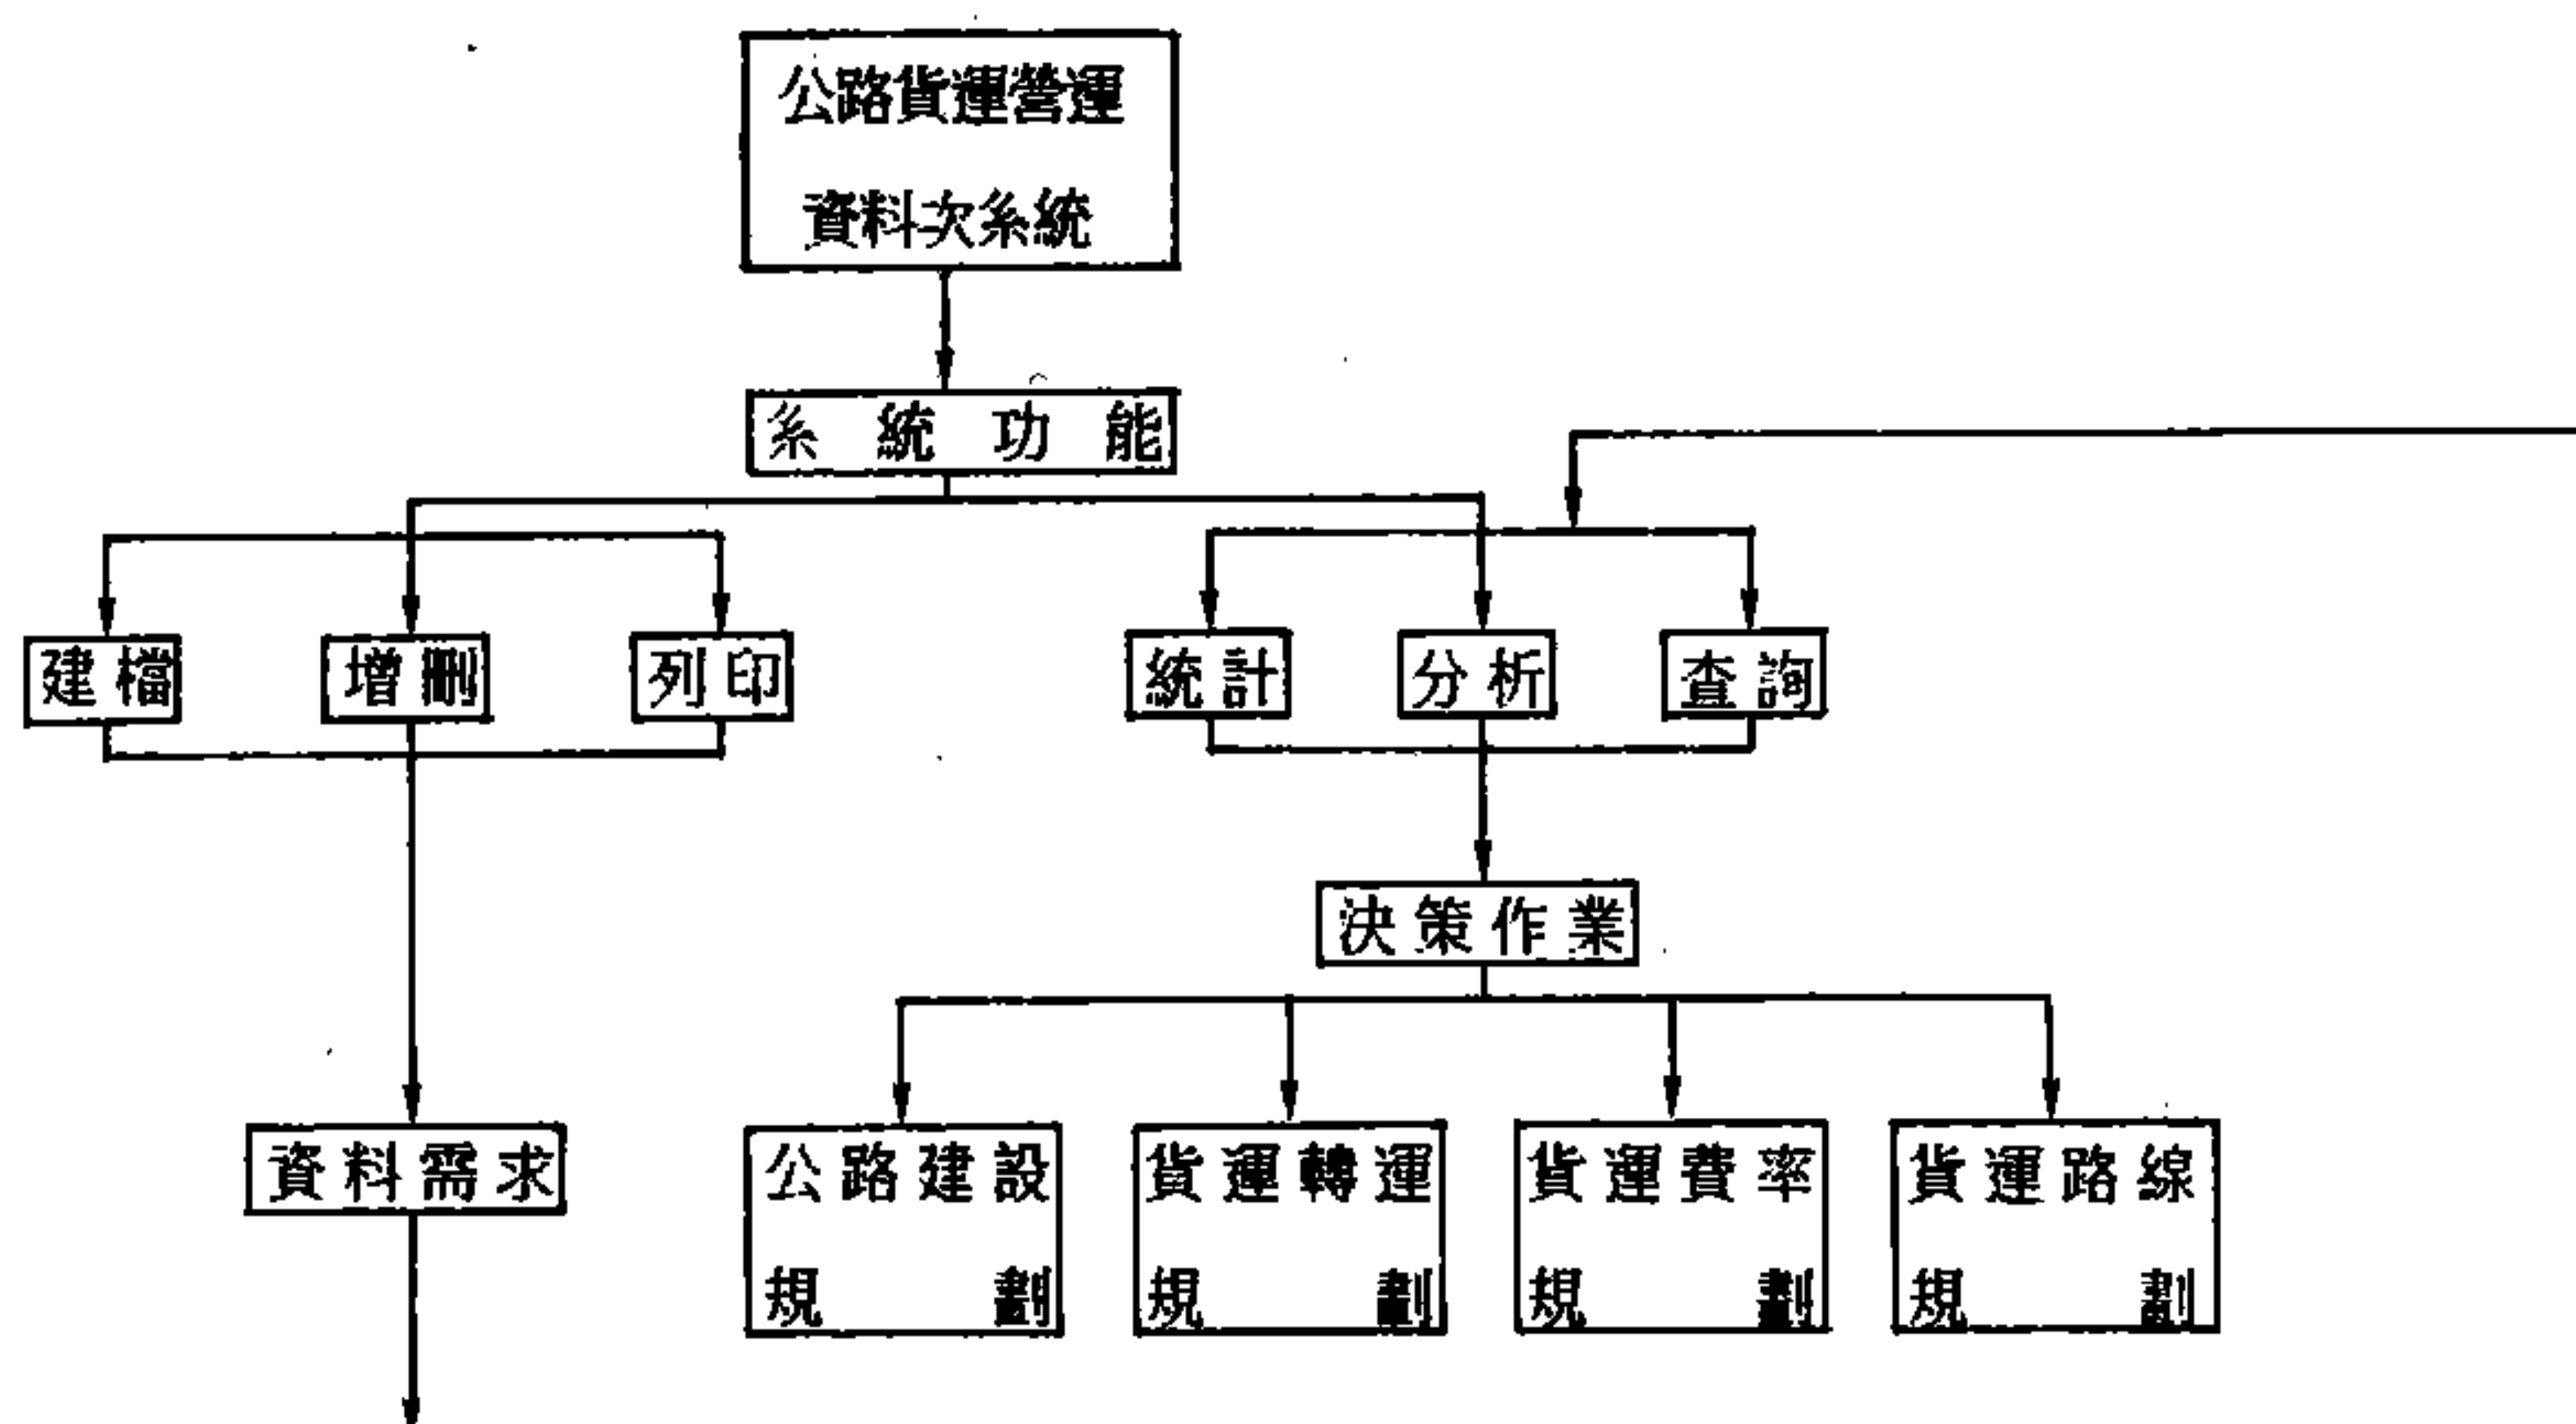 公路貨運營運
資料次系統
系統功能
建檔
增刪
列印
統計
分析
查詢
決策作業
資料需求
公路建設
規劃
貨運轉運
規劃
貨運費率
規劃
貨運路線
規劃